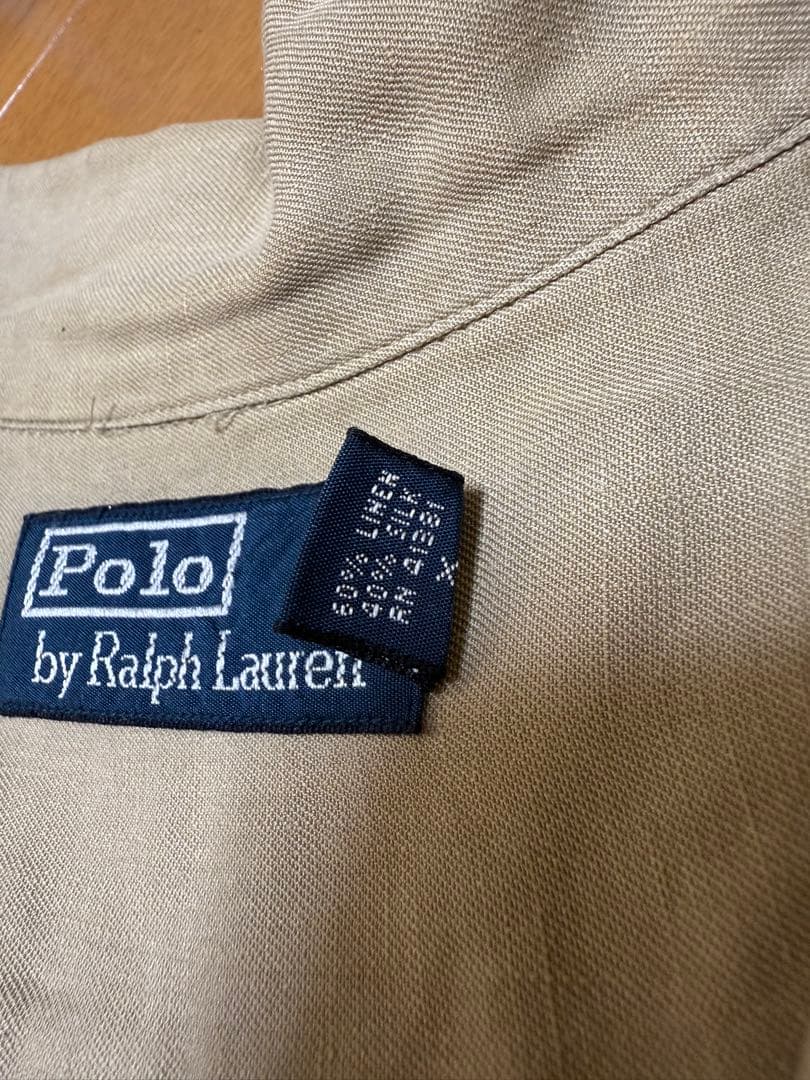 Polo
by Ralph Lauren
60% LINEN
40% SILK
RN 41381
X